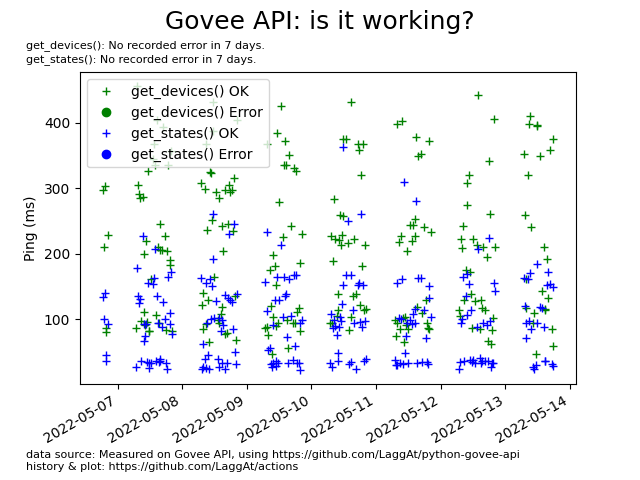 Govee API: is it working?
get_devices(): No recorded error in 7 days.
get_states(): No recorded error in 7 days.
get_devices() OK
get_devices() Error
get_states() OK
get_states() Error
400
300
200
100
Ping (ms)
2022-05-07
2022-05-08
2022-05-09
2022-05-10
2022-05-11
2022-05-12
2022-05-13
2022-05-14
data source: Measured on Govee API, using https://github.com/LaggAt/python-govee-api
history & plot: https://github.com/LaggAt/actions